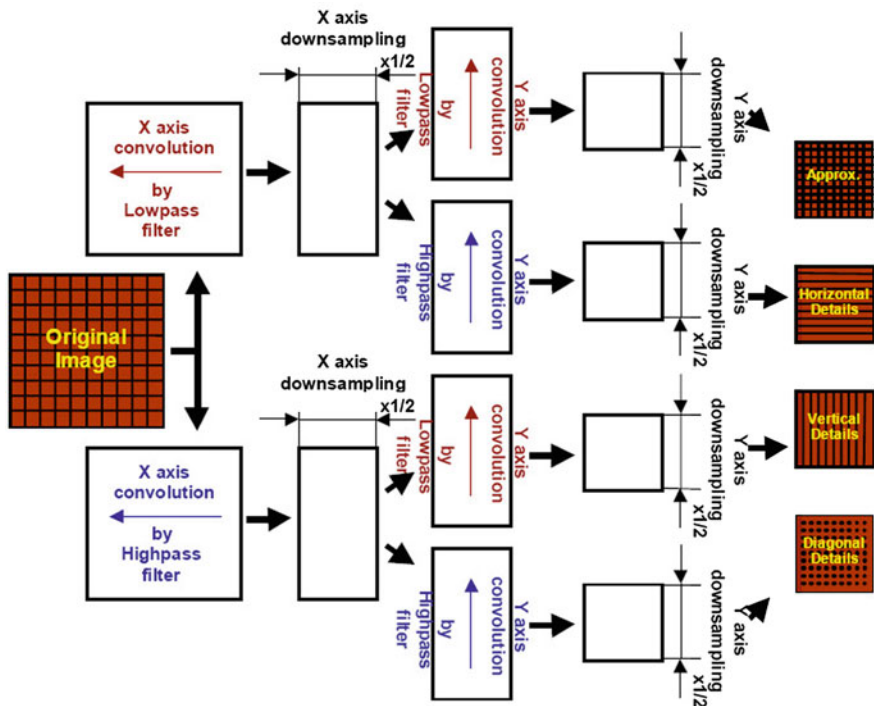 X axis
downsampling
x1/2
Y axis
convolution
by
Lowpass
filter
Y axis
downsampling
x1/2
X axis
convolution
by
Lowpass
filter
Approx.
Y axis
convolution
by
Highpass
filter
Y axis
downsampling
x1/2
Horizontal
Details
Original
Image
X axis
downsampling
x1/2
Y axis
convolution
by
Lowpass
filter
Y axis
downsampling
x1/2
Vertical
Details
X axis
convolution
by
Highpass
filter
Y axis
convolution
by
Highpass
filter
Y axis
downsampling
x1/2
Diagonal
Details